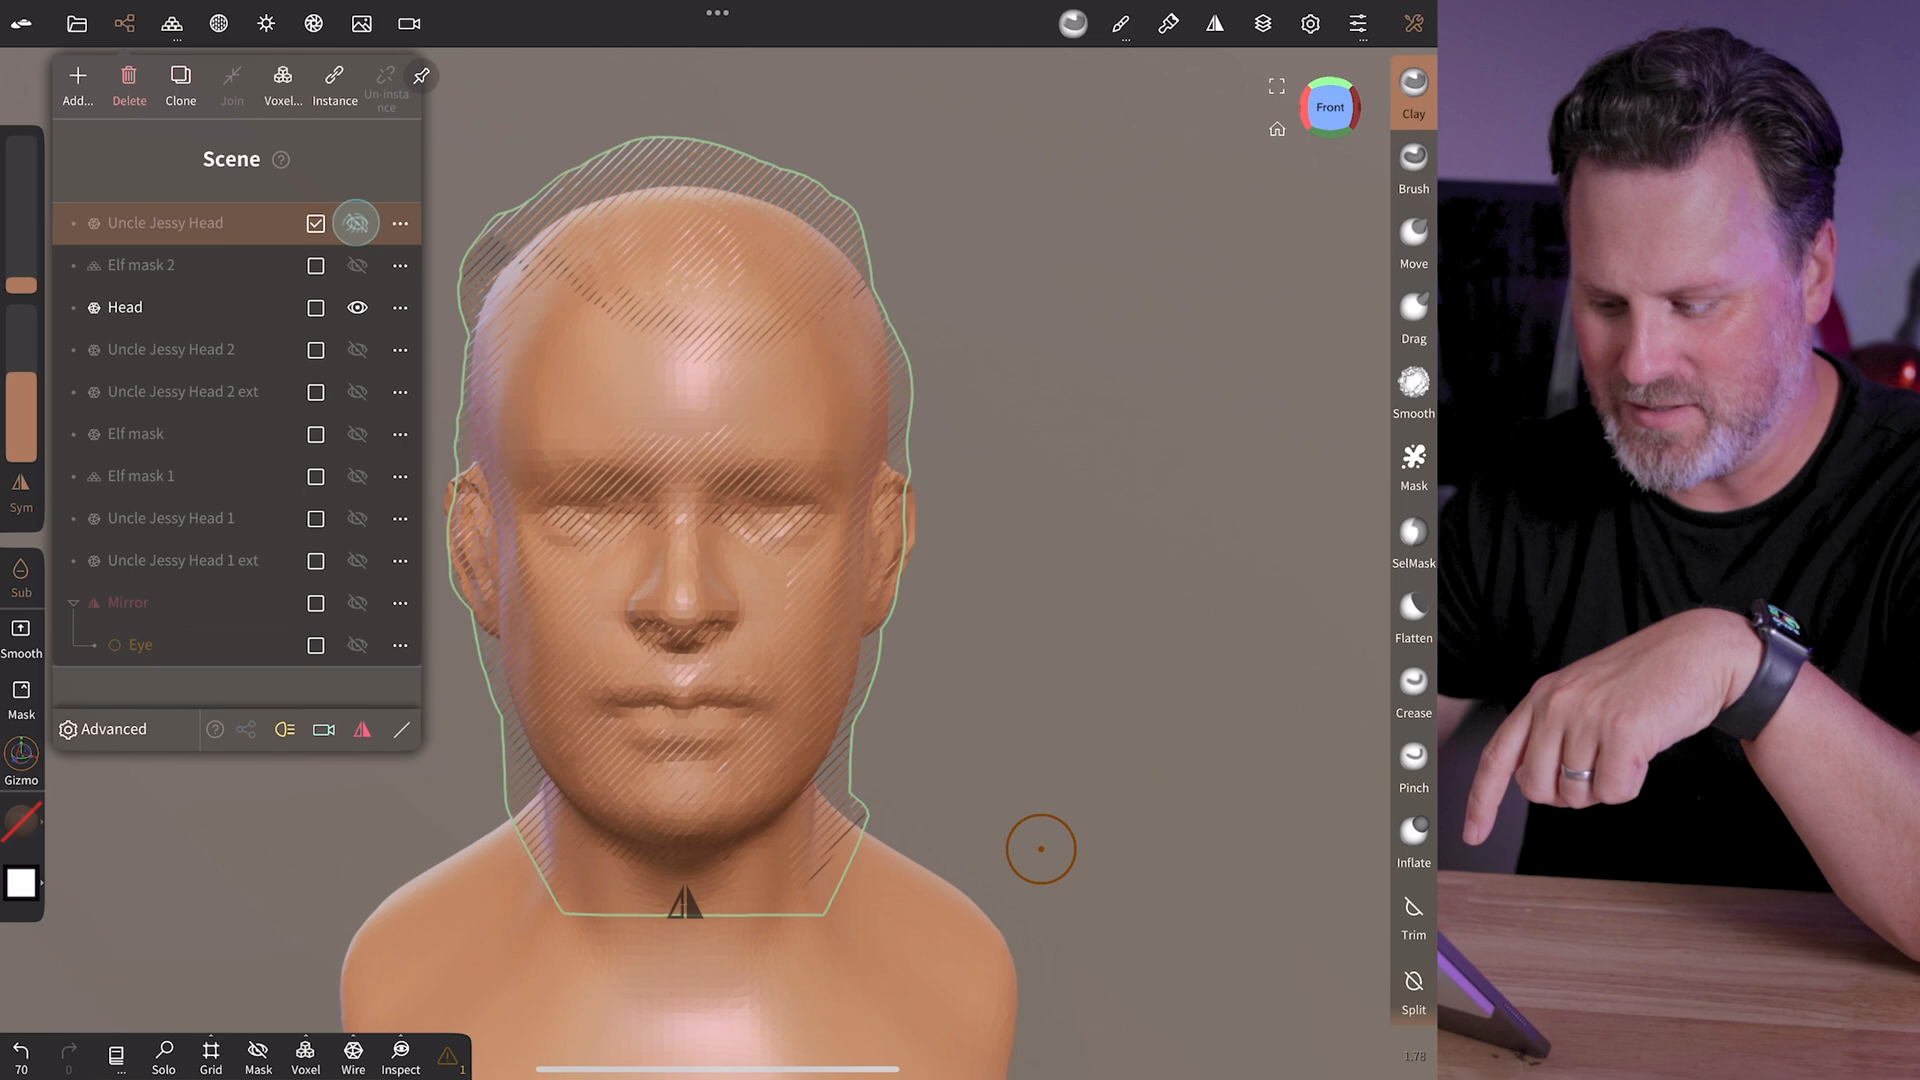 Add...
Delete
Clone
Join
Voxel...
Instance
Un-insta
nce
Scene
Uncle Jessy Head
Elf mask 2
Head
Uncle Jessy Head 2
Uncle Jessy Head 2 ext
Elf mask
Elf mask 1
Uncle Jessy Head 1
Uncle Jessy Head 1 ext
Mirror
Eye
Advanced
Sym
Sub
Smooth
Mask
Gizmo
Front
Clay
Brush
Move
Drag
Smooth
Mask
SelMask
Flatten
Crease
Pinch
Inflate
Trim
Split
1.78
70
0
...
Solo
Grid
Mask
Voxel
Wire
Inspect
1